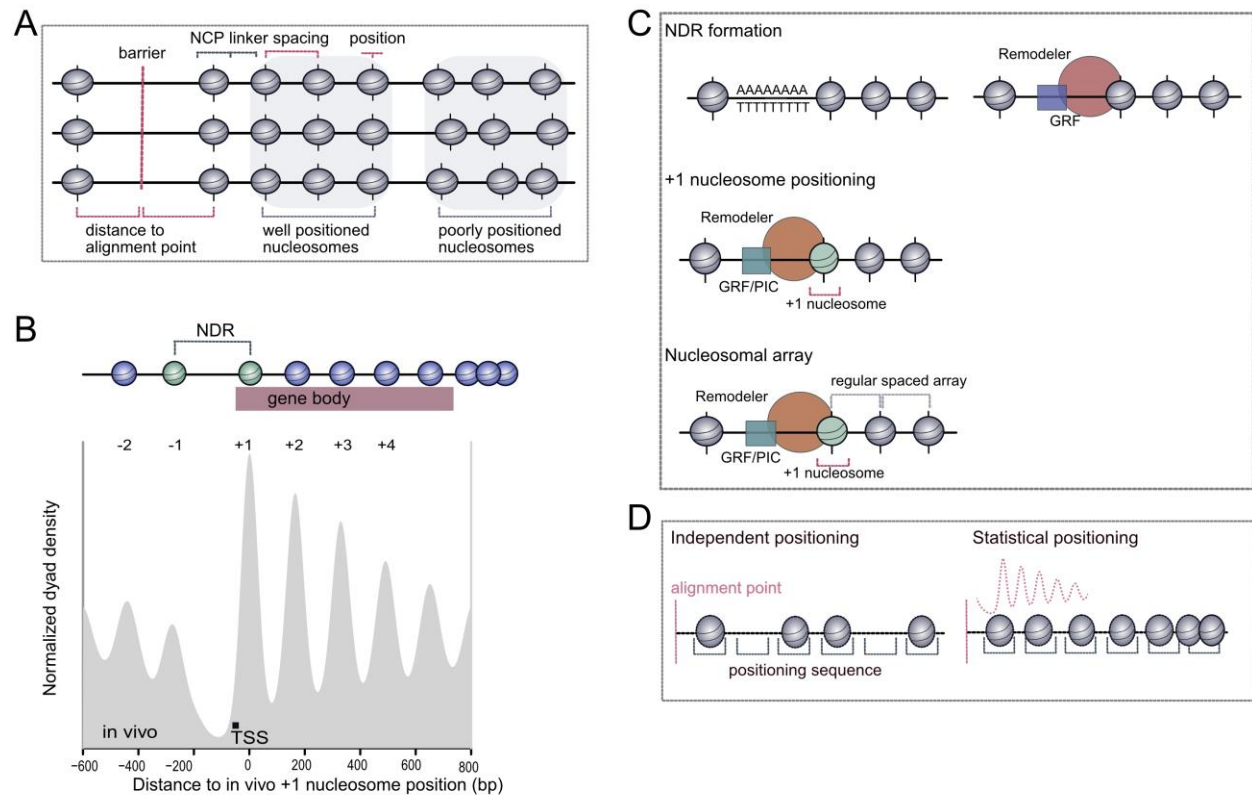 A
NCP linker spacing
position
barrier
distance to
alignment point
well positioned
nucleosomes
poorly positioned
nucleosomes
B
NDR
gene body
-2 -1 +1 +2 +3 +4
Normalized dyad density
in vivo
TSS
−600 −400 −200 0 200 400 600 800
Distance to in vivo +1 nucleosome position (bp)
C
NDR formation
AAAAAAAA
TTTTTTTTT
Remodeler
GRF
+1 nucleosome positioning
Remodeler
GRF/PIC
+1 nucleosome
Nucleosomal array
regular spaced array
Remodeler
GRF/PIC
+1 nucleosome
D
Independent positioning
Statistical positioning
alignment point
positioning sequence